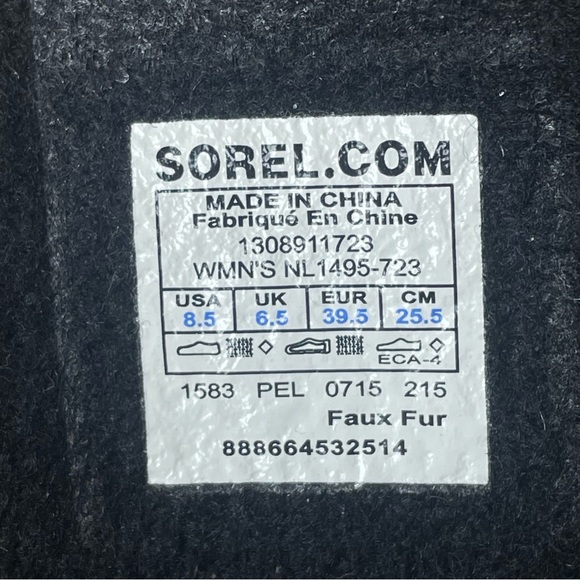 SOREL.COM
MADE IN CHINA
Fabriqué En Chine
1308911723
WMN'S NL1495-723
USA UK EUR CM
8.5 6.5 39.5 25.5
ECA-4
1583 PEL 0715 215
Faux Fur
888664532514